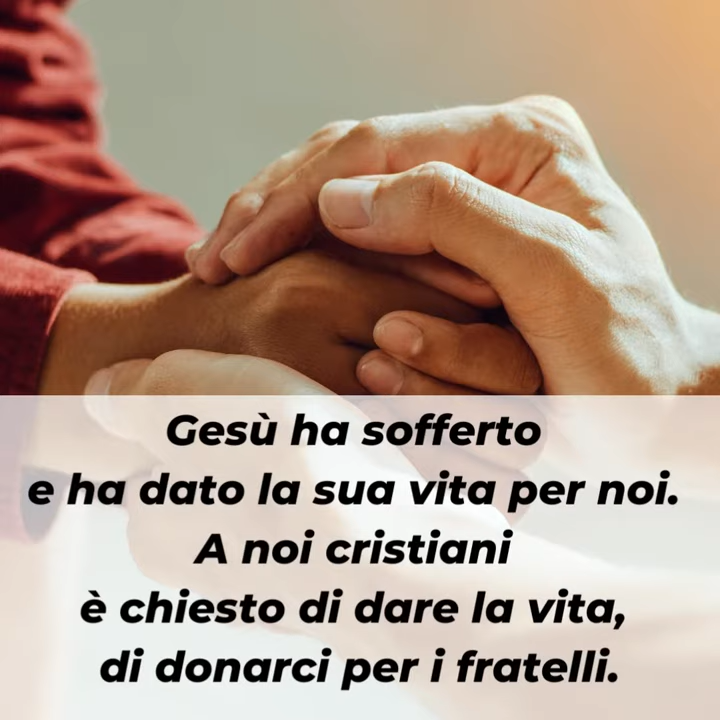 Gesù ha sofferto
e ha dato la sua vita per noi.
A noi cristiani
è chiesto di dare la vita,
di donarci per i fratelli.